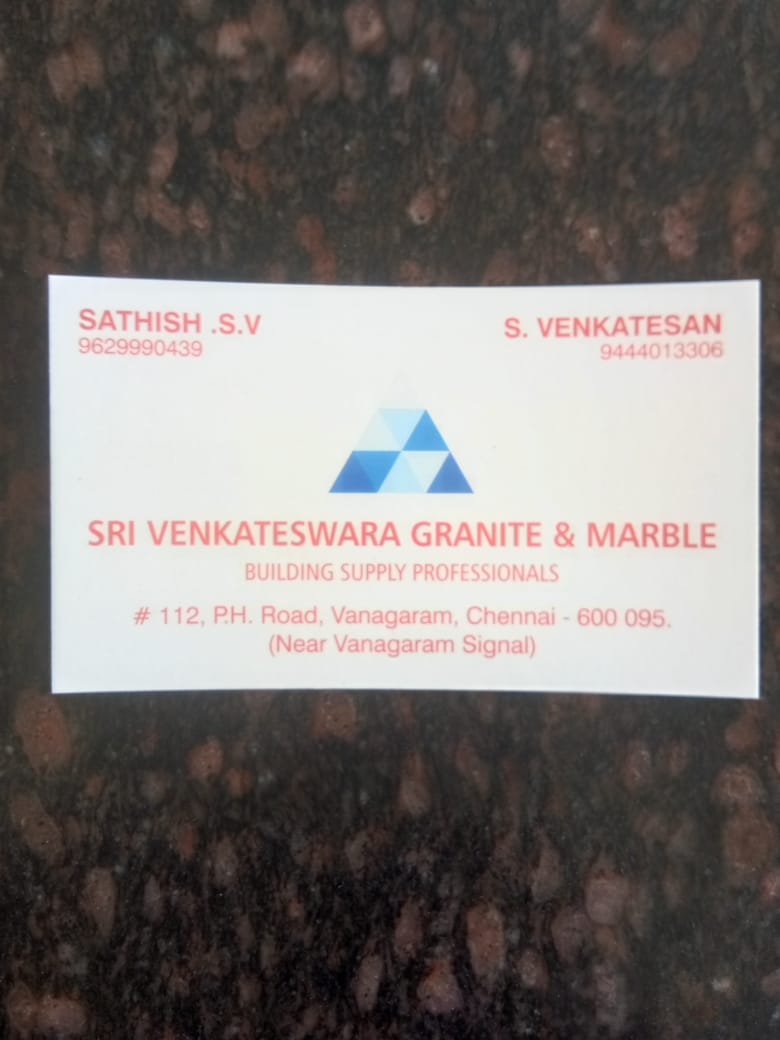 SATHISH .S.V
9629990439
S. VENKATESAN
9444013306
SRI VENKATESWARA GRANITE & MARBLE
BUILDING SUPPLY PROFESSIONALS
# 112, P.H. Road, Vanagaram, Chennai - 600 095.
(Near Vanagaram Signal)